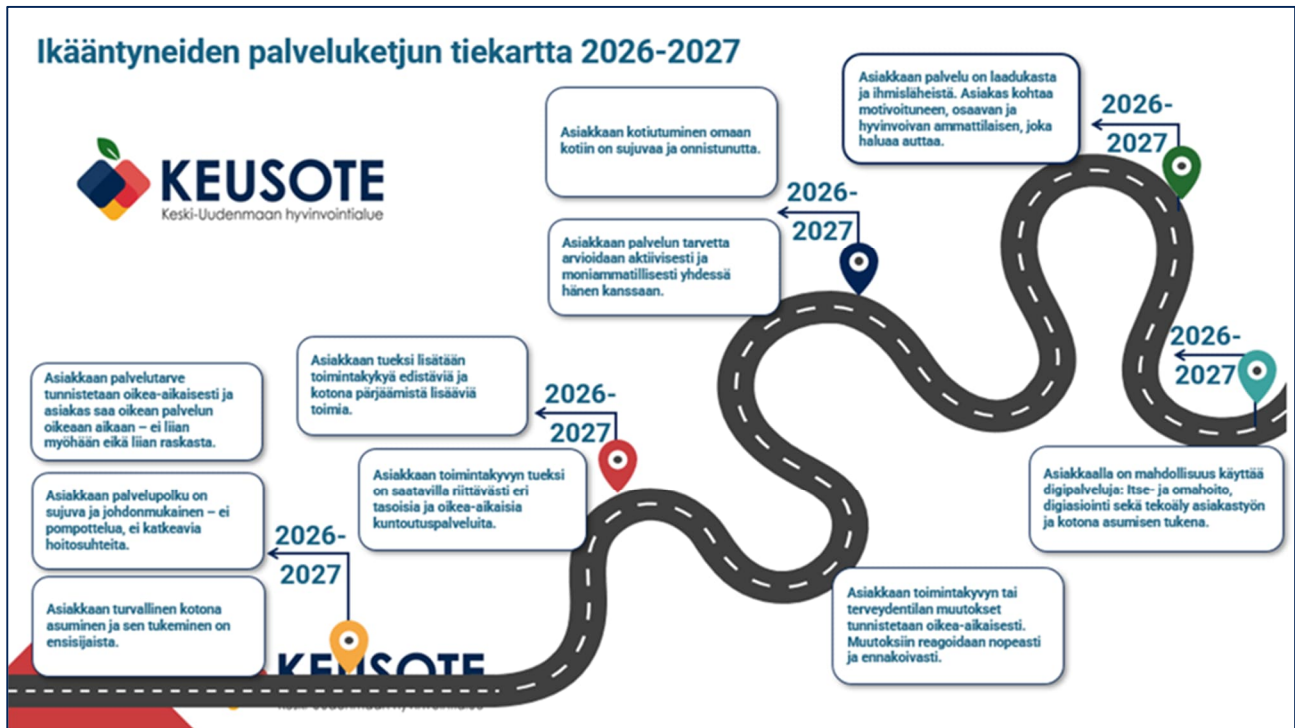 Ikääntyneiden palveluketjun tiekartta 2026-2027
KEUSOTE
Keski-Uudenmaan hyvinvointialue
Asiakkaan palvelutarve
tunnistetaan oikea-aikaisesti ja
asiakas saa oikean palvelun
oikeaan aikaan – ei liian
myöhään eikä liian raskasta.
Asiakkaan palvelupolku on
sujuva ja johdonmukainen – ei
pompottelua, ei katkeavia
hoitosuhteita.
Asiakkaan turvallinen kotona
asuminen ja sen tukeminen on
ensisijaista.
2026-
2027
Asiakkaan tueksi lisätään
toimintakykyä edistäviä ja
kotona pärjäämistä lisääviä
toimia.
Asiakkaan toimintakyvyn tueksi
on saatavilla riittävästi eri
tasoisia ja oikea-aikaisia
kuntoutuspalveluita.
2026-
2027
Asiakkaan kotiutuminen omaan
kotiin on sujuvaa ja onnistunutta.
Asiakkaan palvelun tarvetta
arvioidaan aktiivisesti ja
moniammatillisesti yhdessä
hänen kanssaan.
2026-
2027
Asiakkaan palvelu on laadukasta
ja ihmisläheistä. Asiakas kohtaa
motivoituneen, osaavan ja
hyvinvoivan ammattilaisen, joka
haluaa auttaa.
2026-
2027
2026-
2027
Asiakkaalla on mahdollisuus käyttää
digipalveluja: Itse- ja omahoito,
digiasiointi sekä tekoäly asiakastyön
ja kotona asumisen tukena.
Asiakkaan toimintakyvyn tai
terveydentilan muutokset
tunnistetaan oikea-aikaisesti.
Muutoksiin reagoidaan nopeasti
ja ennakoivasti.
KEUSOTE